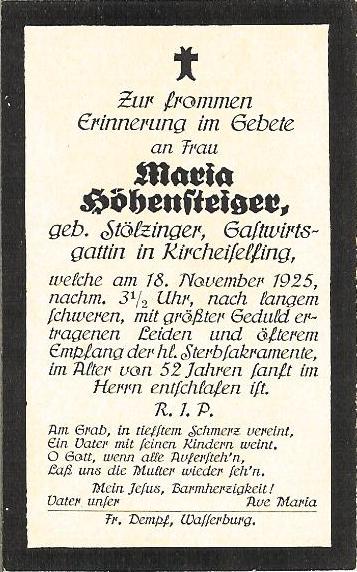 Zur frommen
Erinnerung im Gebete
an Frau
Maria
Höhensteiger,
geb. Stölzinger, Gastwirts-
gattin in Kircheiselfing,
welche am 18. November 1925,
nachm. 3½ Uhr, nach langem
schweren, mit größter Geduld er-
tragenen Leiden und öfterem
Empfang der hl. Sterbsakramente,
im Alter von 52 Jahren sanft im
Herrn entschlafen ist.
R. I. P.
Am Grab, in tiefstem Schmerz vereint,
Ein Vater mit seinen Kindern weint.
O Gott, wenn alle Aufersteh'n,
Laß uns die Mutter wieder seh'n.
Mein Jesus, Barmherzigkeit!
Vater unser Ave Maria
Fr. Dempf, Wasserburg.